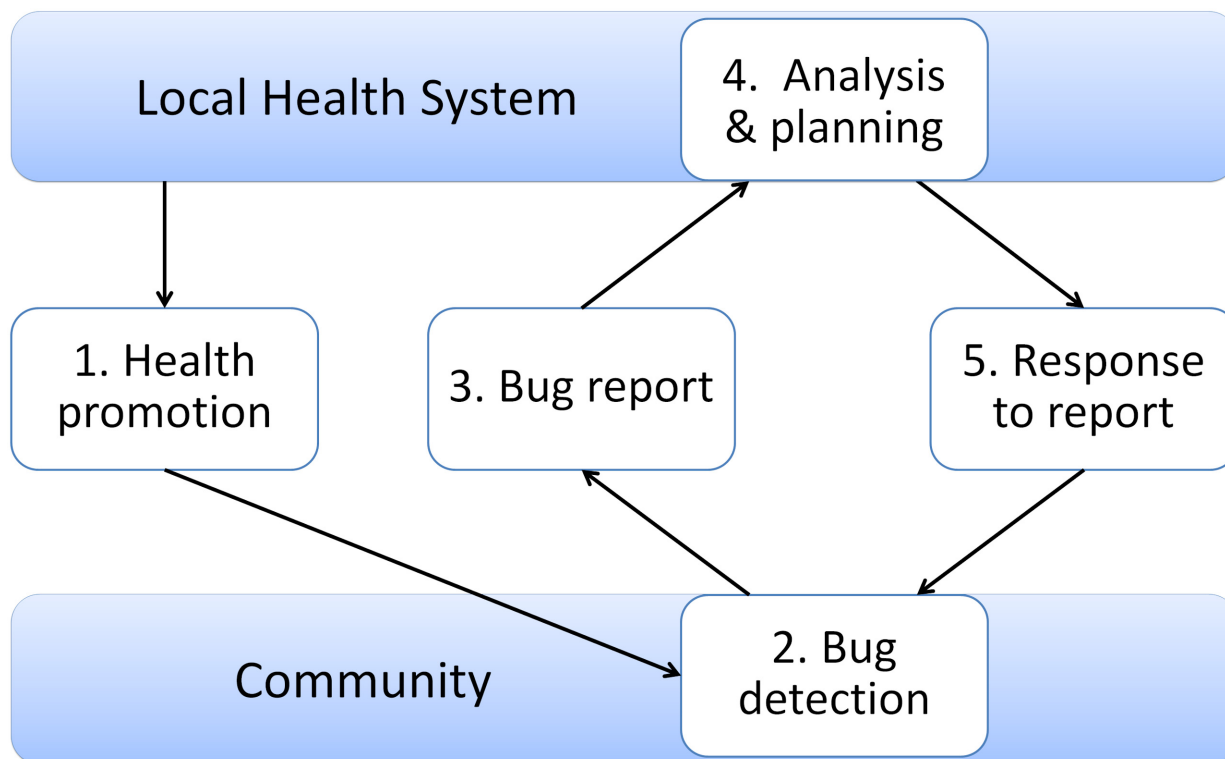 Local Health System
4.  Analysis
& planning
1. Health
promotion
3. Bug report
5. Response
to report
Community
2. Bug
detection